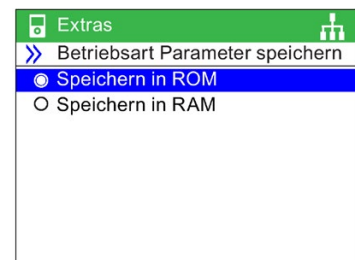 Extras
Betriebsart Parameter speichern
Speichern in ROM
Speichern in RAM